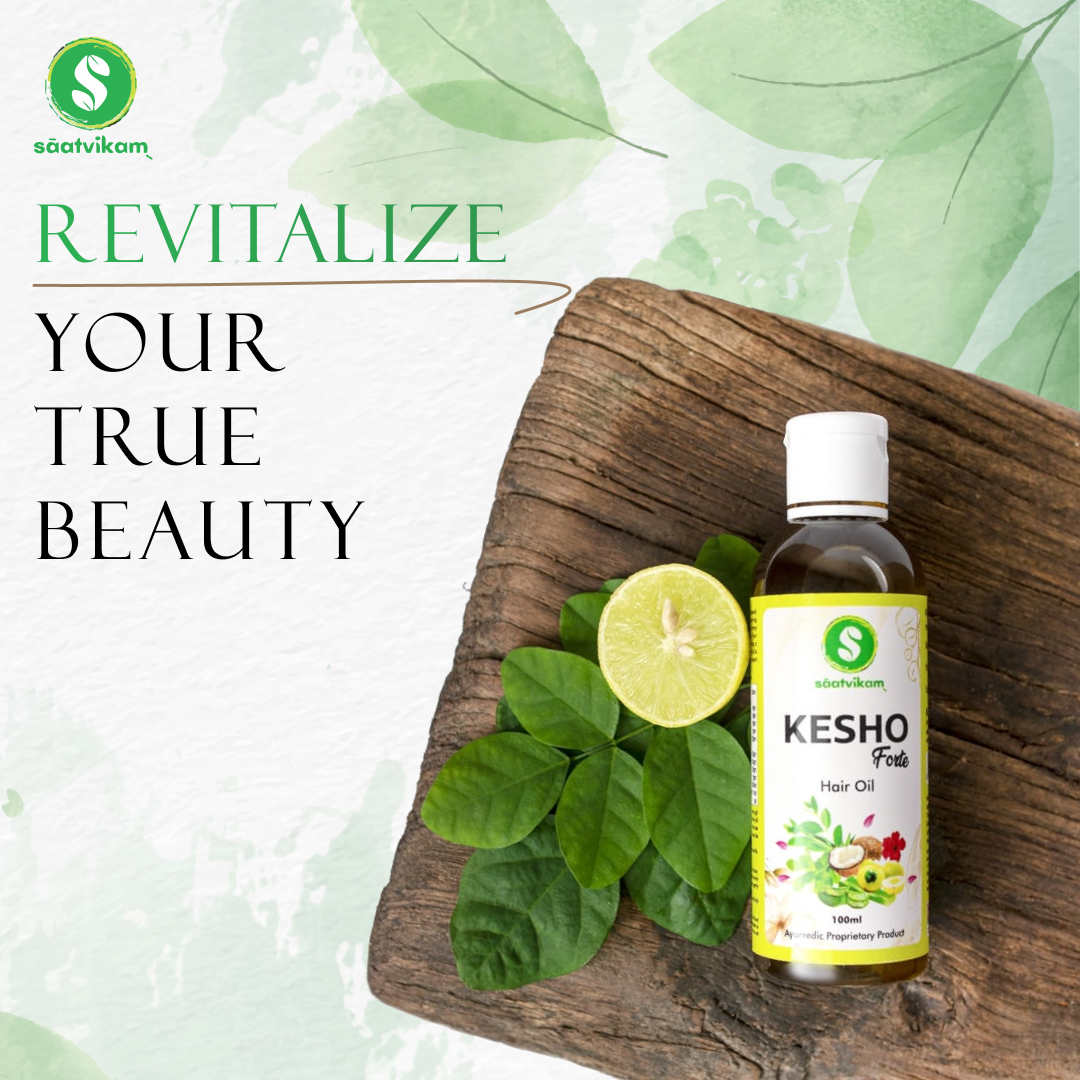 sāatvikam
REVITALIZE
YOUR
TRUE
BEAUTY
sāatvikam
KESHO
Forte
Hair Oil
100ml
Ayurvedic Proprietary Product